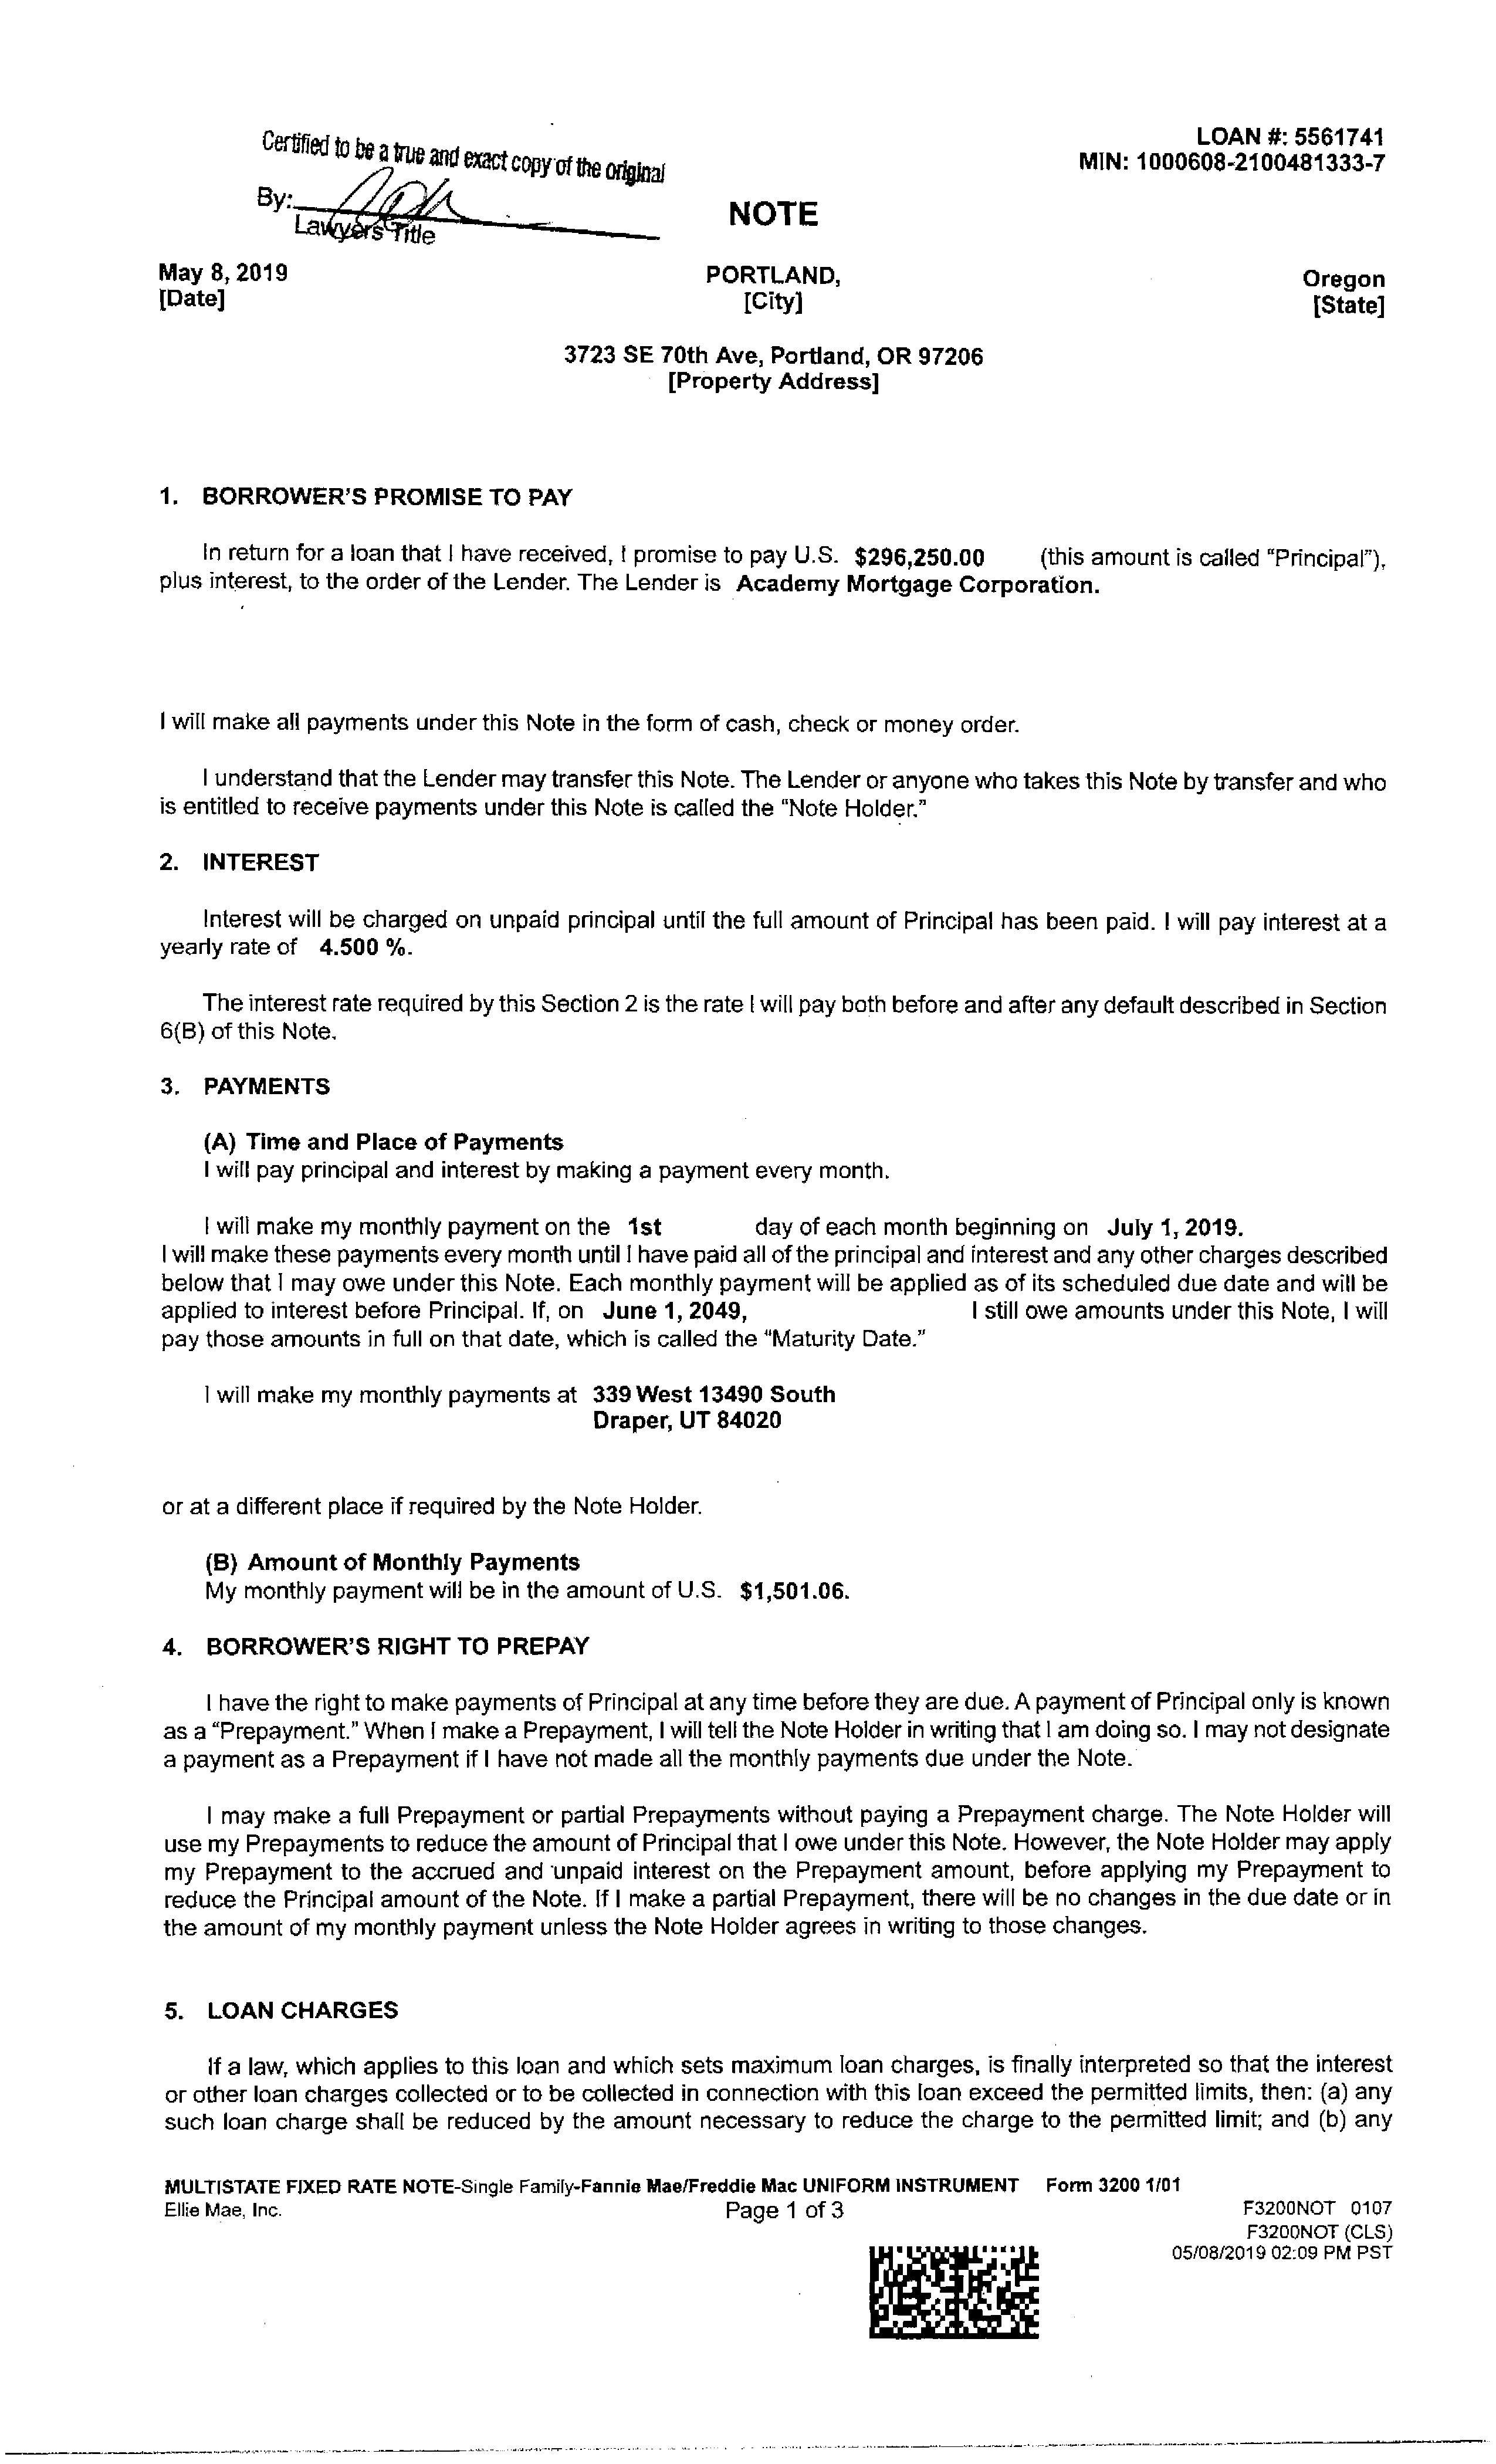 Certified to be a true and exact copy of the original
By:
Lawyers Title
LOAN #: 5561741
MIN: 1000608-2100481333-7
NOTE
May 8, 2019 PORTLAND, Oregon
[Date] [City] [State]
3723 SE 70th Ave, Portland, OR 97206
[Property Address]
1. BORROWER'S PROMISE TO PAY
In return for a loan that I have received, I promise to pay U.S. $296,250.00 (this amount is called "Principal"),
plus interest, to the order of the Lender. The Lender is Academy Mortgage Corporation.
I will make all payments under this Note in the form of cash, check or money order.
I understand that the Lender may transfer this Note. The Lender or anyone who takes this Note by transfer and who
is entitled to receive payments under this Note is called the "Note Holder."
2. INTEREST
Interest will be charged on unpaid principal until the full amount of Principal has been paid. I will pay interest at a
yearly rate of 4.500 %.
The interest rate required by this Section 2 is the rate I will pay both before and after any default described in Section
6(B) of this Note.
3. PAYMENTS
(A) Time and Place of Payments
I will pay principal and interest by making a payment every month.
I will make my monthly payment on the 1st day of each month beginning on July 1, 2019.
I will make these payments every month until I have paid all of the principal and interest and any other charges described
below that I may owe under this Note. Each monthly payment will be applied as of its scheduled due date and will be
applied to interest before Principal. If, on June 1, 2049, I still owe amounts under this Note, I will
pay those amounts in full on that date, which is called the "Maturity Date."
I will make my monthly payments at 339 West 13490 South
Draper, UT 84020
or at a different place if required by the Note Holder.
(B) Amount of Monthly Payments
My monthly payment will be in the amount of U.S. $1,501.06.
4. BORROWER'S RIGHT TO PREPAY
I have the right to make payments of Principal at any time before they are due. A payment of Principal only is known
as a "Prepayment." When I make a Prepayment, I will tell the Note Holder in writing that I am doing so. I may not designate
a payment as a Prepayment if I have not made all the monthly payments due under the Note.
I may make a full Prepayment or partial Prepayments without paying a Prepayment charge. The Note Holder will
use my Prepayments to reduce the amount of Principal that I owe under this Note. However, the Note Holder may apply
my Prepayment to the accrued and unpaid interest on the Prepayment amount, before applying my Prepayment to
reduce the Principal amount of the Note. If I make a partial Prepayment, there will be no changes in the due date or in
the amount of my monthly payment unless the Note Holder agrees in writing to those changes.
5. LOAN CHARGES
If a law, which applies to this loan and which sets maximum loan charges, is finally interpreted so that the interest
or other loan charges collected or to be collected in connection with this loan exceed the permitted limits, then: (a) any
such loan charge shall be reduced by the amount necessary to reduce the charge to the permitted limit; and (b) any
MULTISTATE FIXED RATE NOTE-Single Family-Fannie Mae/Freddie Mac UNIFORM INSTRUMENT Form 3200 1/01
Ellie Mae, Inc. Page 1 of 3 F3200NOT 0107
F3200NOT (CLS)
05/08/2019 02:09 PM PST